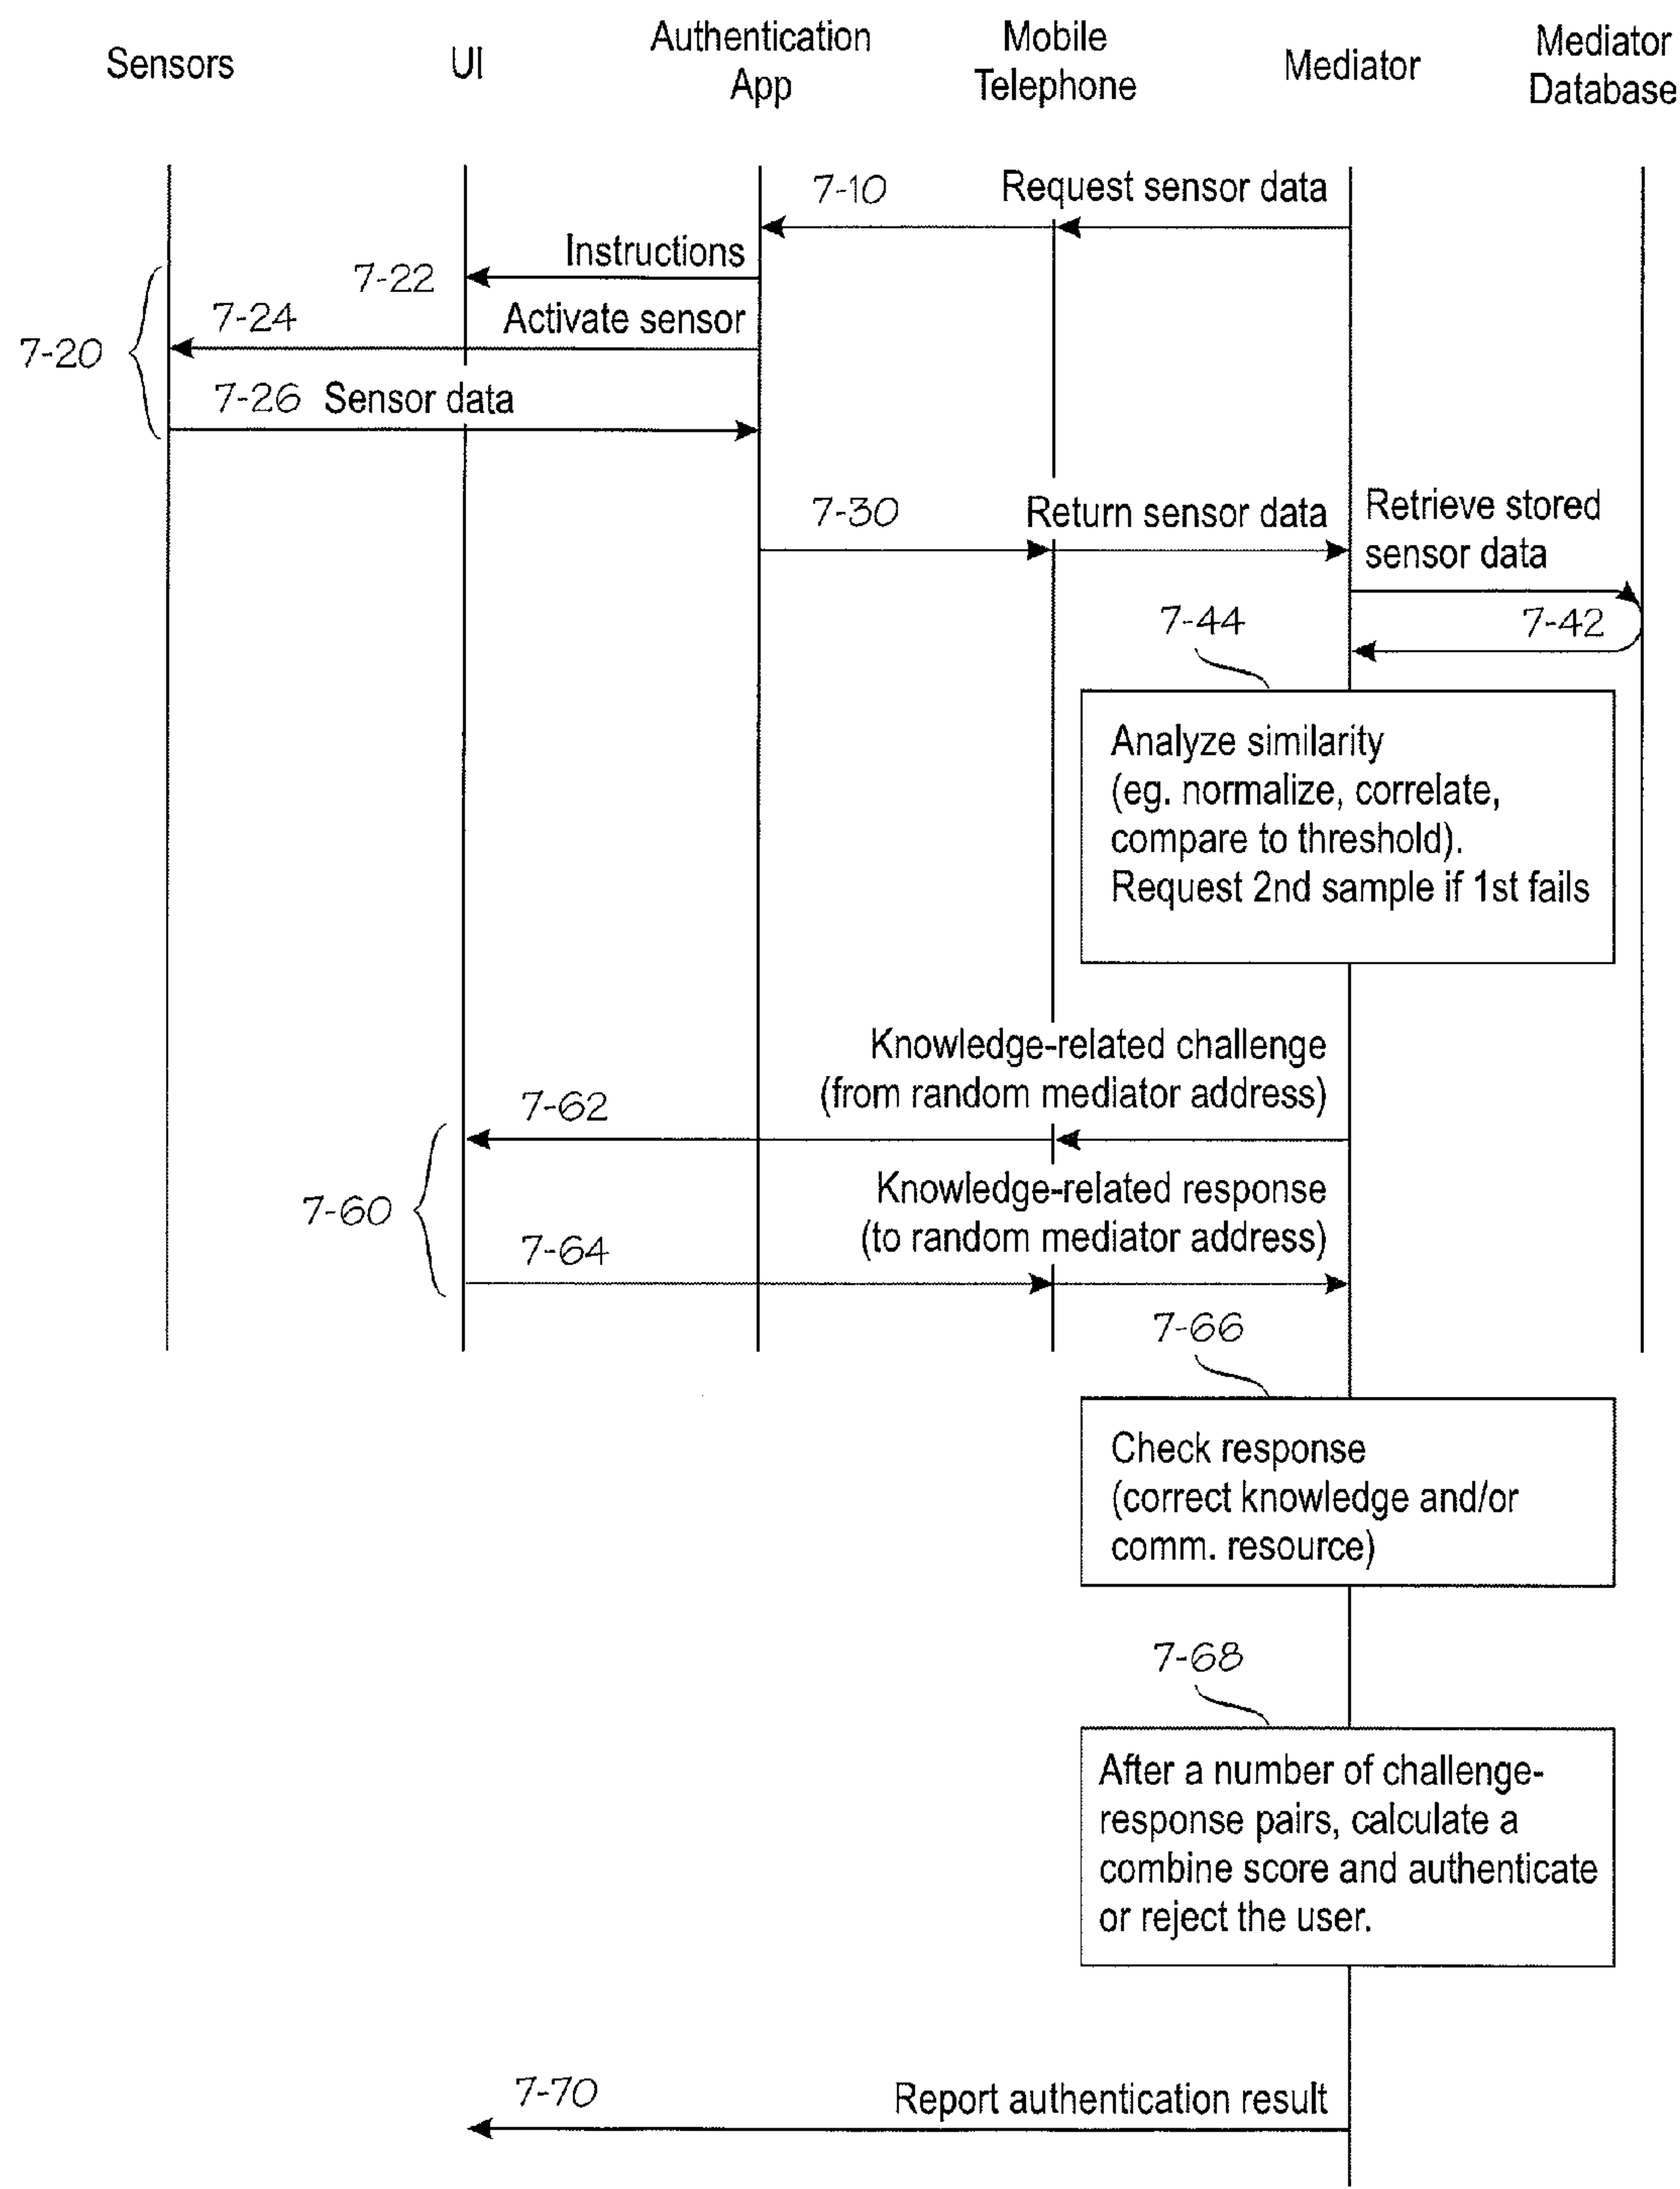 Sensors
UI
Authentication
App
Mobile
Telephone
Mediator
Mediator
Database
7-10
Request sensor data
Instructions
7-22
7-24
Activate sensor
7-20
7-26 Sensor data
7-30
Return sensor data
Retrieve stored
sensor data
7-44
7-42
Analyze similarity
(eg. normalize, correlate,
compare to threshold).
Request 2nd sample if 1st fails
Knowledge-related challenge
(from random mediator address)
7-62
Knowledge-related response
(to random mediator address)
7-60
7-64
7-66
Check response
(correct knowledge and/or
comm. resource)
7-68
After a number of challenge-
response pairs, calculate a
combine score and authenticate
or reject the user.
7-70
Report authentication result